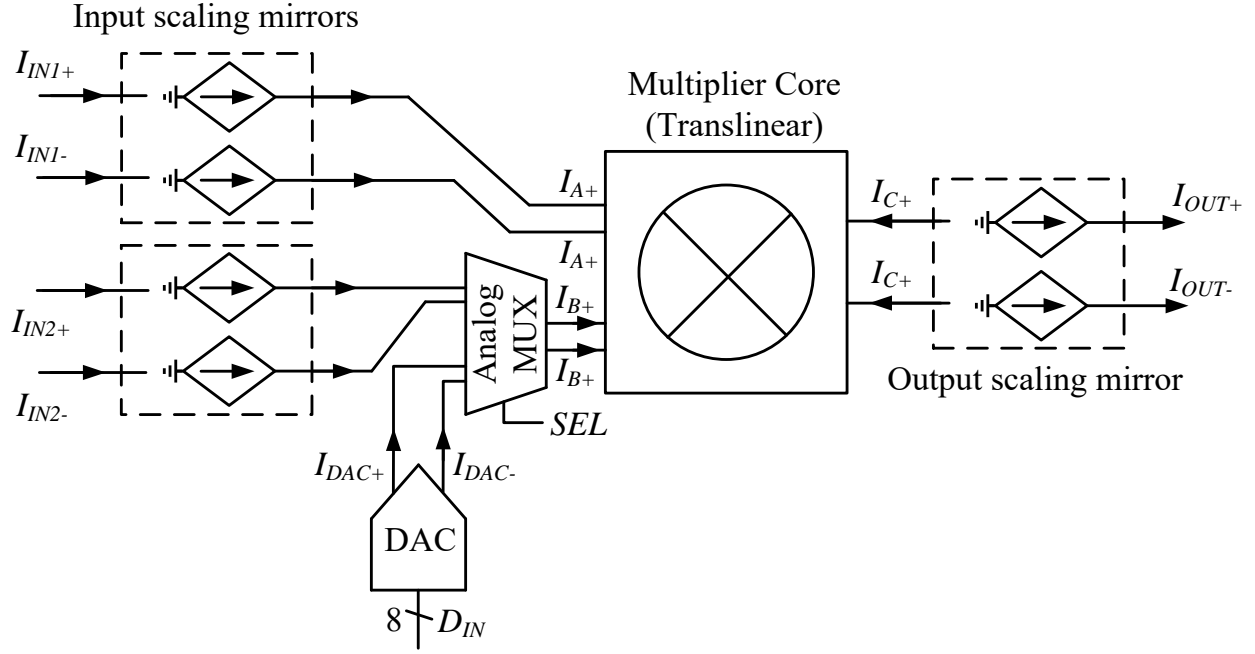 Input scaling mirrors
I_IN1+
I_IN1-
I_IN2+
I_IN2-
Multiplier Core
(Translinear)
I_A+
I_A+
Analog
MUX
I_B+
I_B+
SEL
I_DAC+
I_DAC-
DAC
8
D_IN
I_C+
I_C+
I_OUT+
I_OUT-
Output scaling mirror